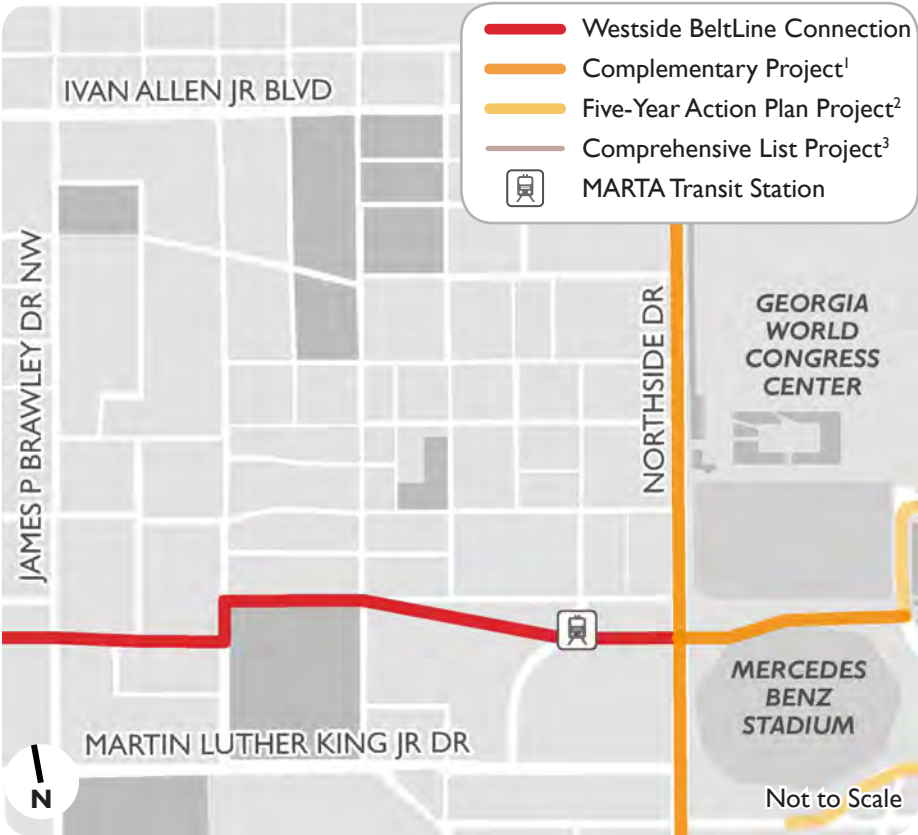 Westside BeltLine Connection
Complementary Project¹
Five-Year Action Plan Project²
Comprehensive List Project³
MARTA Transit Station
IVAN ALLEN JR BLVD
JAMES P BRAWLEY DR NW
NORTHSIDE DR
GEORGIA
WORLD
CONGRESS
CENTER
MERCEDES
BENZ
STADIUM
MARTIN LUTHER KING JR DR
N
Not to Scale